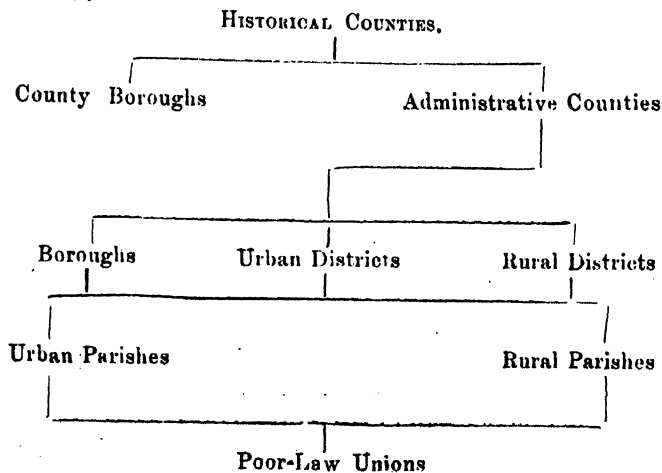 HISTORICAL COUNTIES.
County Boroughs Administrative Counties
Boroughs Urban Districts Rural Districts
Urban Parishes Rural Parishes
Poor-Law Unions